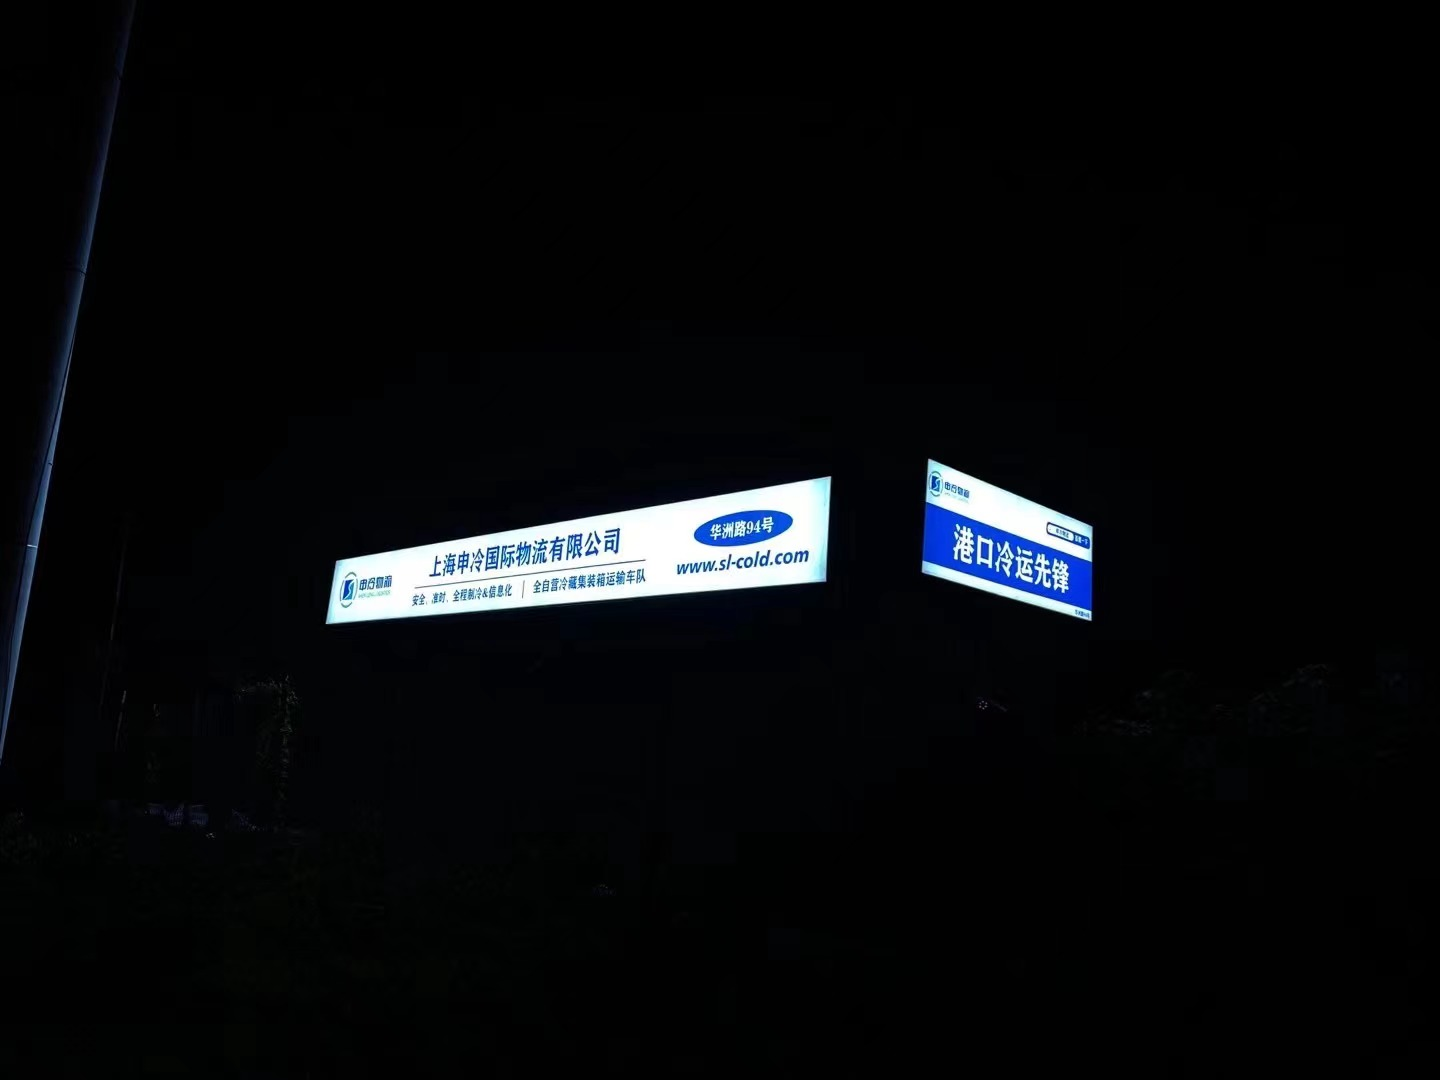 申冷物流
上海申冷国际物流有限公司
安全、准时、全程制冷&信息化 | 全自营冷藏集装箱运输车队
华洲路94号
www.sl-cold.com
申冷物流
港口冷运先锋